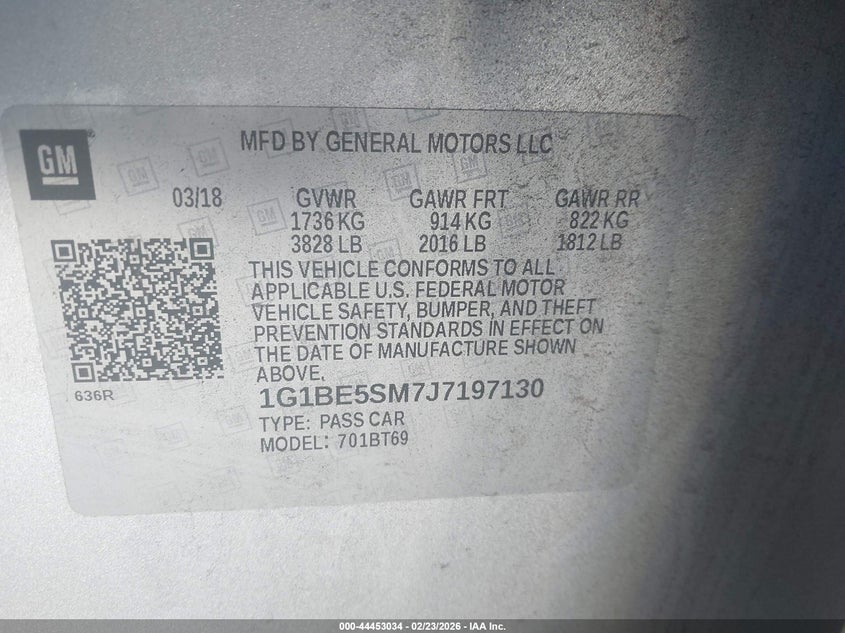 GM
MFD BY GENERAL MOTORS LLC
03/18 GVWR GAWR FRT GAWR RR
1736 KG 914 KG 822 KG
3828 LB 2016 LB 1812 LB
THIS VEHICLE CONFORMS TO ALL
APPLICABLE U.S. FEDERAL MOTOR
VEHICLE SAFETY, BUMPER, AND THEFT
PREVENTION STANDARDS IN EFFECT ON
THE DATE OF MANUFACTURE SHOWN
ABOVE.
636R
1G1BE5SM7J7197130
TYPE: PASS CAR
MODEL: 701BT69
000-44453034 - 02/23/2026 - IAA Inc.